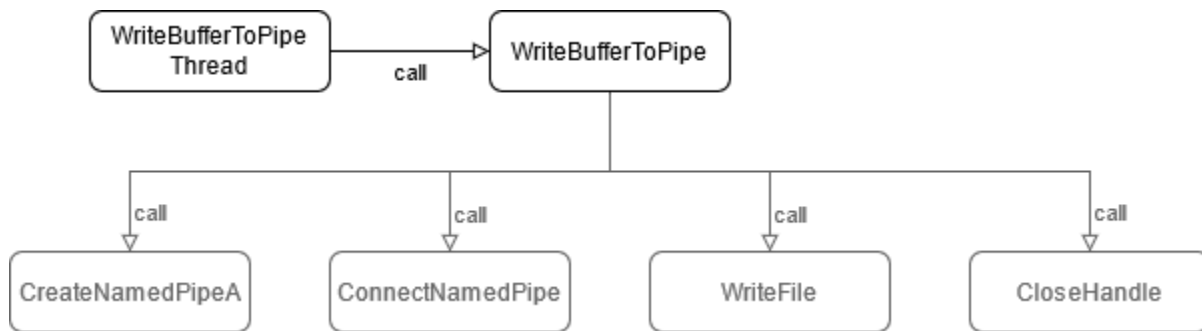 WriteBufferToPipe
Thread
call
WriteBufferToPipe
call
call
call
call
CreateNamedPipeA
ConnectNamedPipe
WriteFile
CloseHandle